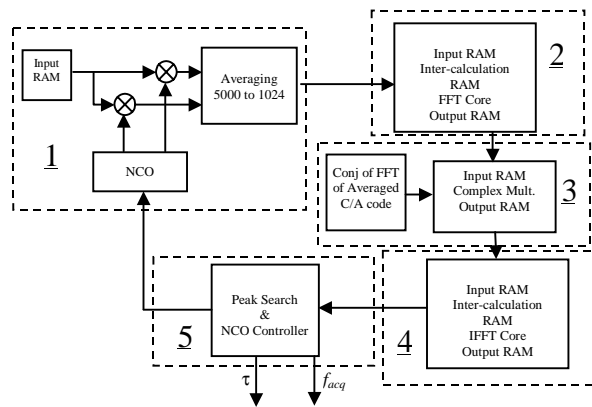 Input
RAM
Averaging
5000 to 1024
NCO
1
Input RAM
Inter-calculation
RAM
FFT Core
Output RAM
2
Conj of FFT
of Averaged
C/A code
Input RAM
Complex Mult.
Output RAM
3
Input RAM
Inter-calculation
RAM
IFFT Core
Output RAM
4
Peak Search
&
NCO Controller
5
τ
f_acq